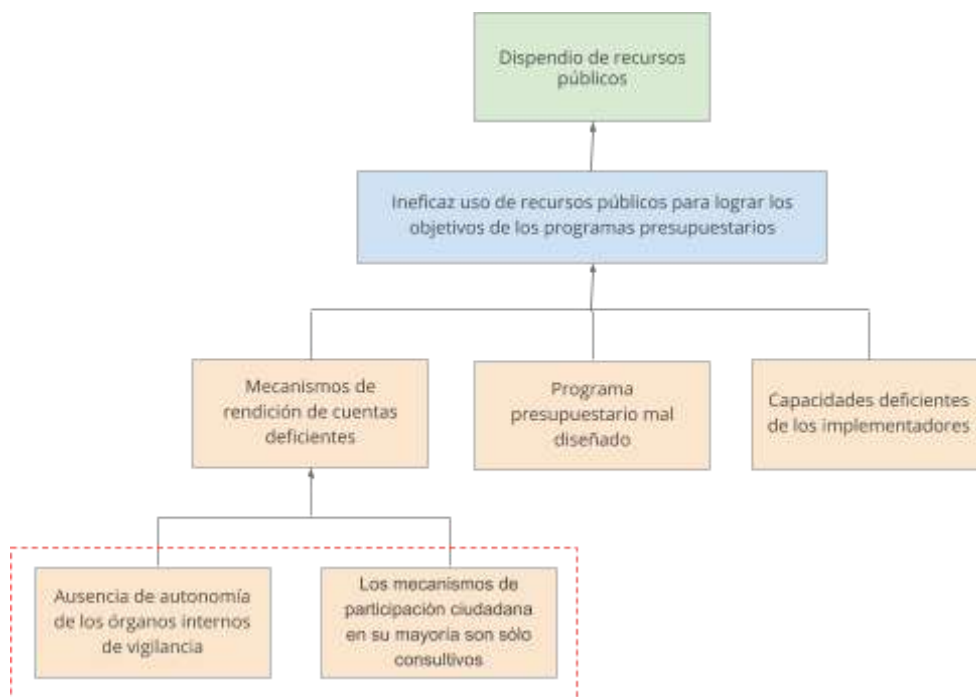 Dispendio de recursos
públicos
Ineficaz uso de recursos públicos para lograr los
objetivos de los programas presupuestarios
Mecanismos de
rendición de cuentas
deficientes
Programa
presupuestario mal
diseñado
Capacidades deficientes
de los implementadores
Ausencia de autonomía
de los órganos internos
de vigilancia
Los mecanismos de
participación ciudadana
en su mayoría son sólo
consultivos